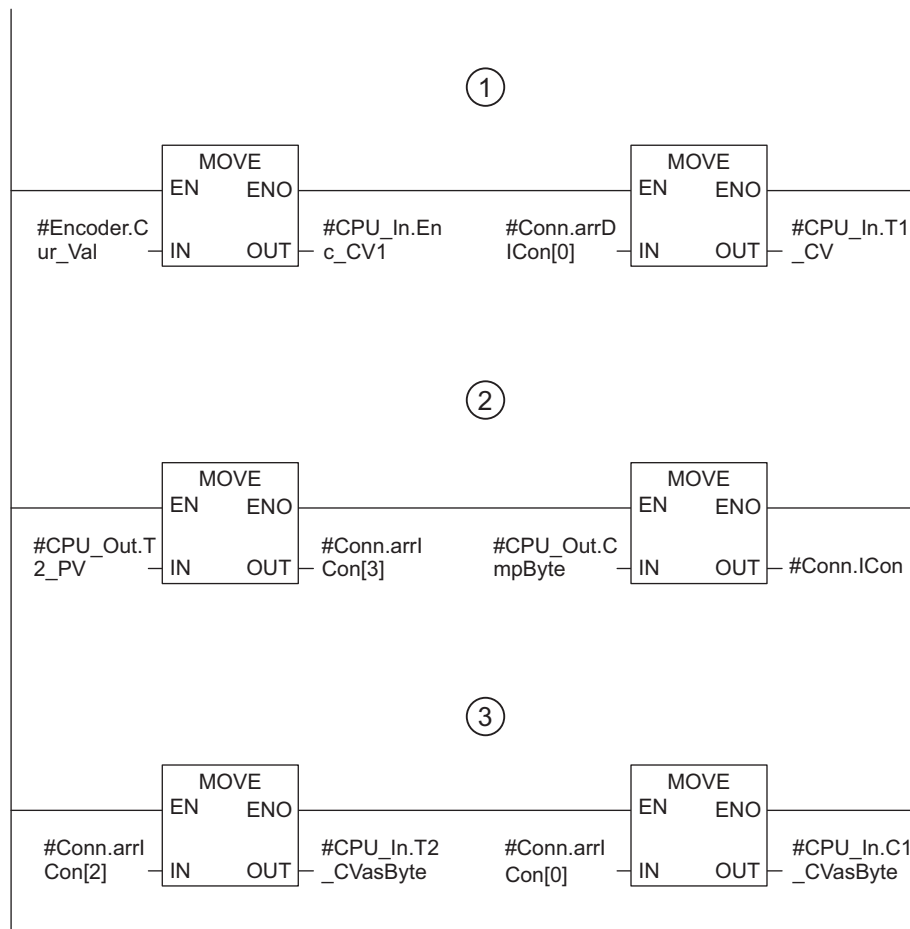 1
MOVE
EN ENO
#Encoder.C
ur_Val
IN OUT
#CPU_In.En
c_CV1
MOVE
EN ENO
#Conn.arrD
ICon[0]
IN OUT
#CPU_In.T1
_CV
2
MOVE
EN ENO
#CPU_Out.T
2_PV
IN OUT
#Conn.arrI
Con[3]
MOVE
EN ENO
#CPU_Out.C
mpByte
IN OUT
#Conn.ICon
3
MOVE
EN ENO
#Conn.arrI
Con[2]
IN OUT
#CPU_In.T2
_CVasByte
MOVE
EN ENO
#Conn.arrI
Con[0]
IN OUT
#CPU_In.C1
_CVasByte